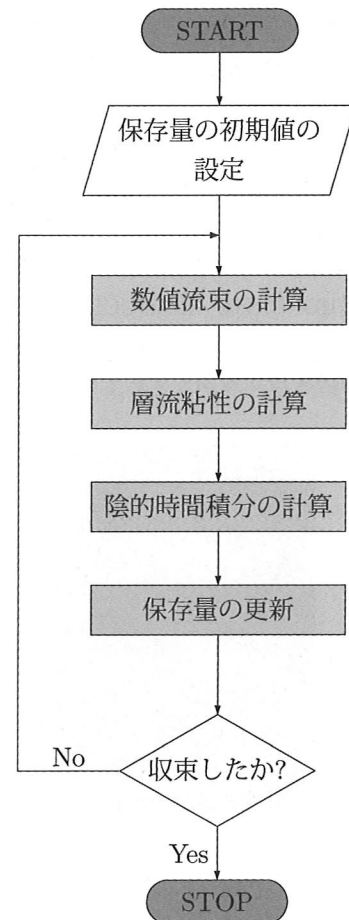 START
保存量の初期値の
設定
数値流束の計算
層流粘性の計算
陰的時間積分の計算
保存量の更新
収束したか?
No
Yes
STOP